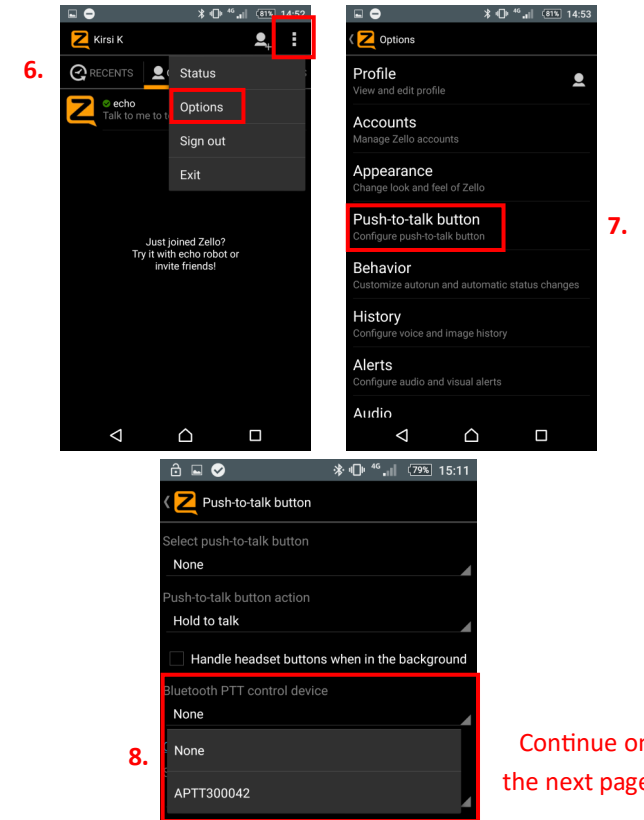 81% 14:52
Kirsi K
6.
RECENTS
Status
echo
Talk to me to
Options
Sign out
Exit
Just joined Zello?
Try it with echo robot or
invite friends!
4G 81% 14:53
Options
Profile
View and edit profile
Accounts
Manage Zello accounts
Appearance
Change look and feel of Zello
Push-to-talk button
Configure push-to-talk button
7.
Behavior
Customize autorun and automatic status changes
History
Configure voice and image history
Alerts
Configure audio and visual alerts
Audio
4G 79% 15:11
Push-to-talk button
Select push-to-talk button
None
Push-to-talk button action
Hold to talk
Handle headset buttons when in the background
Bluetooth PTT control device
None
8.
None
APTT300042
Continue on
the next page